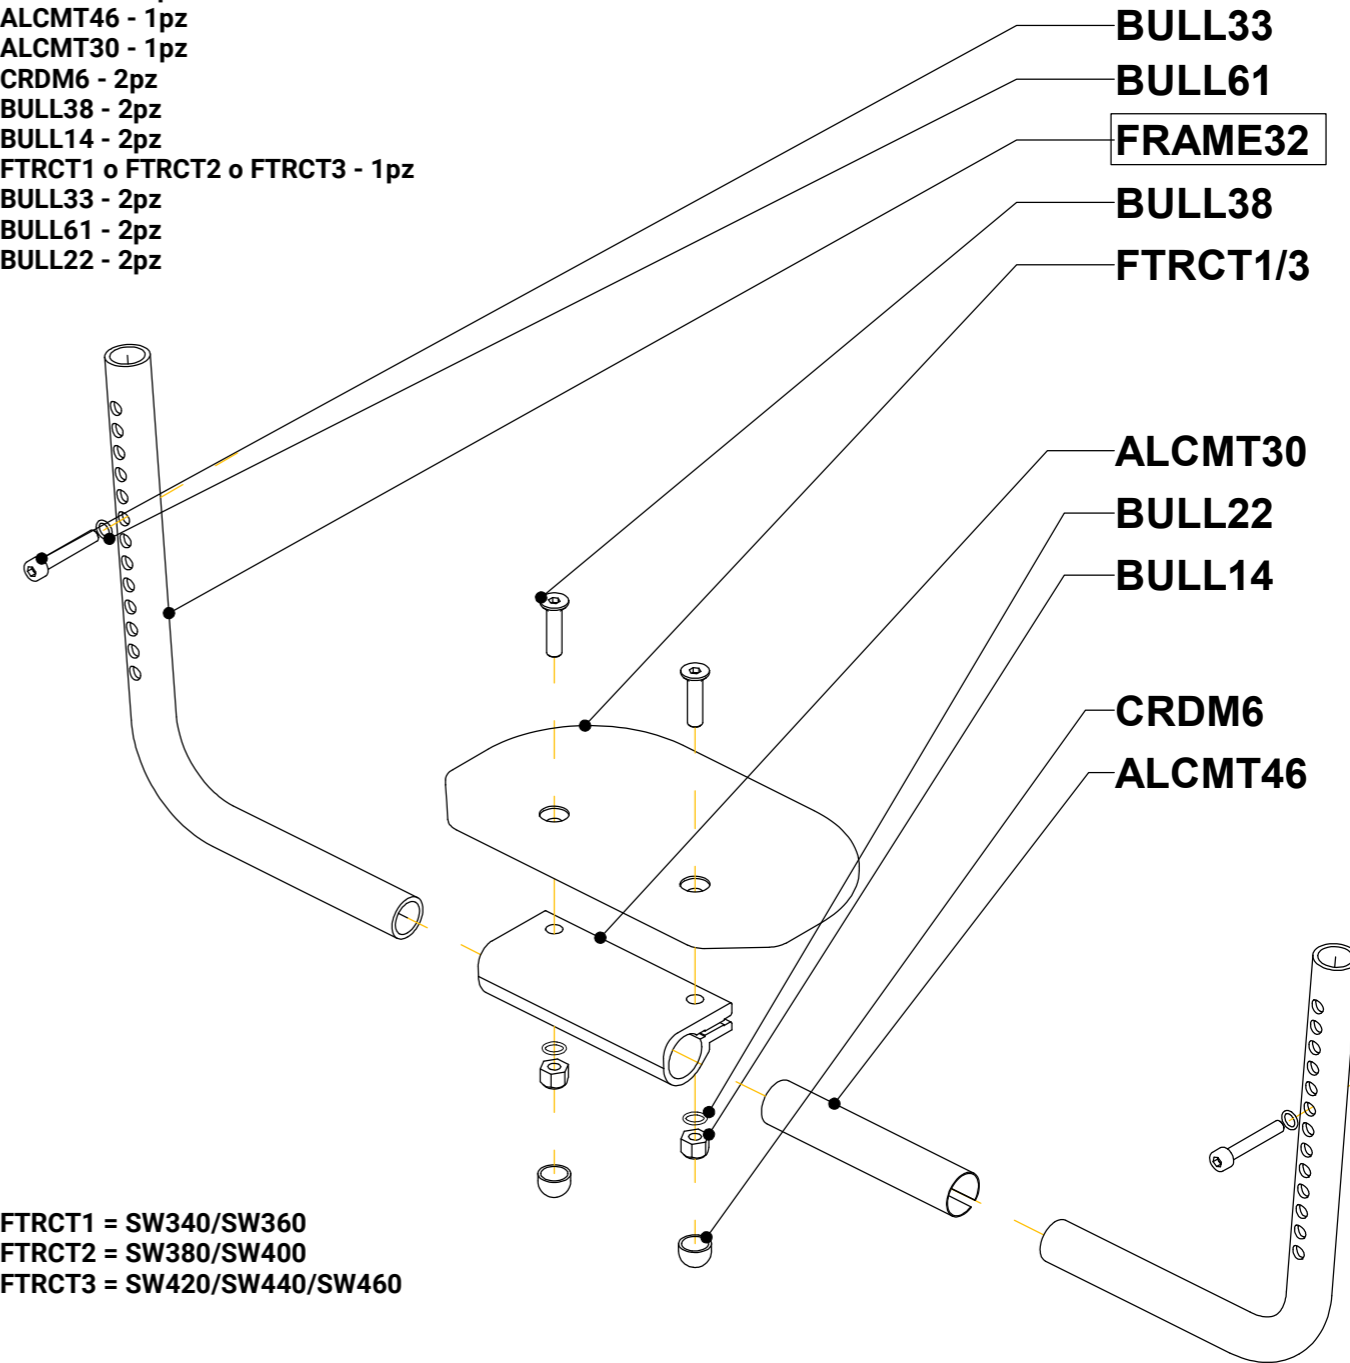 ALCMT46 - 1pz
ALCMT30 - 1pz
CRDM6 - 2pz
BULL38 - 2pz
BULL14 - 2pz
FTRCT1 o FTRCT2 o FTRCT3 - 1pz
BULL33 - 2pz
BULL61 - 2pz
BULL22 - 2pz
BULL33
BULL61
FRAME32
BULL38
FTRCT1/3
ALCMT30
BULL22
BULL14
CRDM6
ALCMT46
FTRCT1 = SW340/SW360
FTRCT2 = SW380/SW400
FTRCT3 = SW420/SW440/SW460